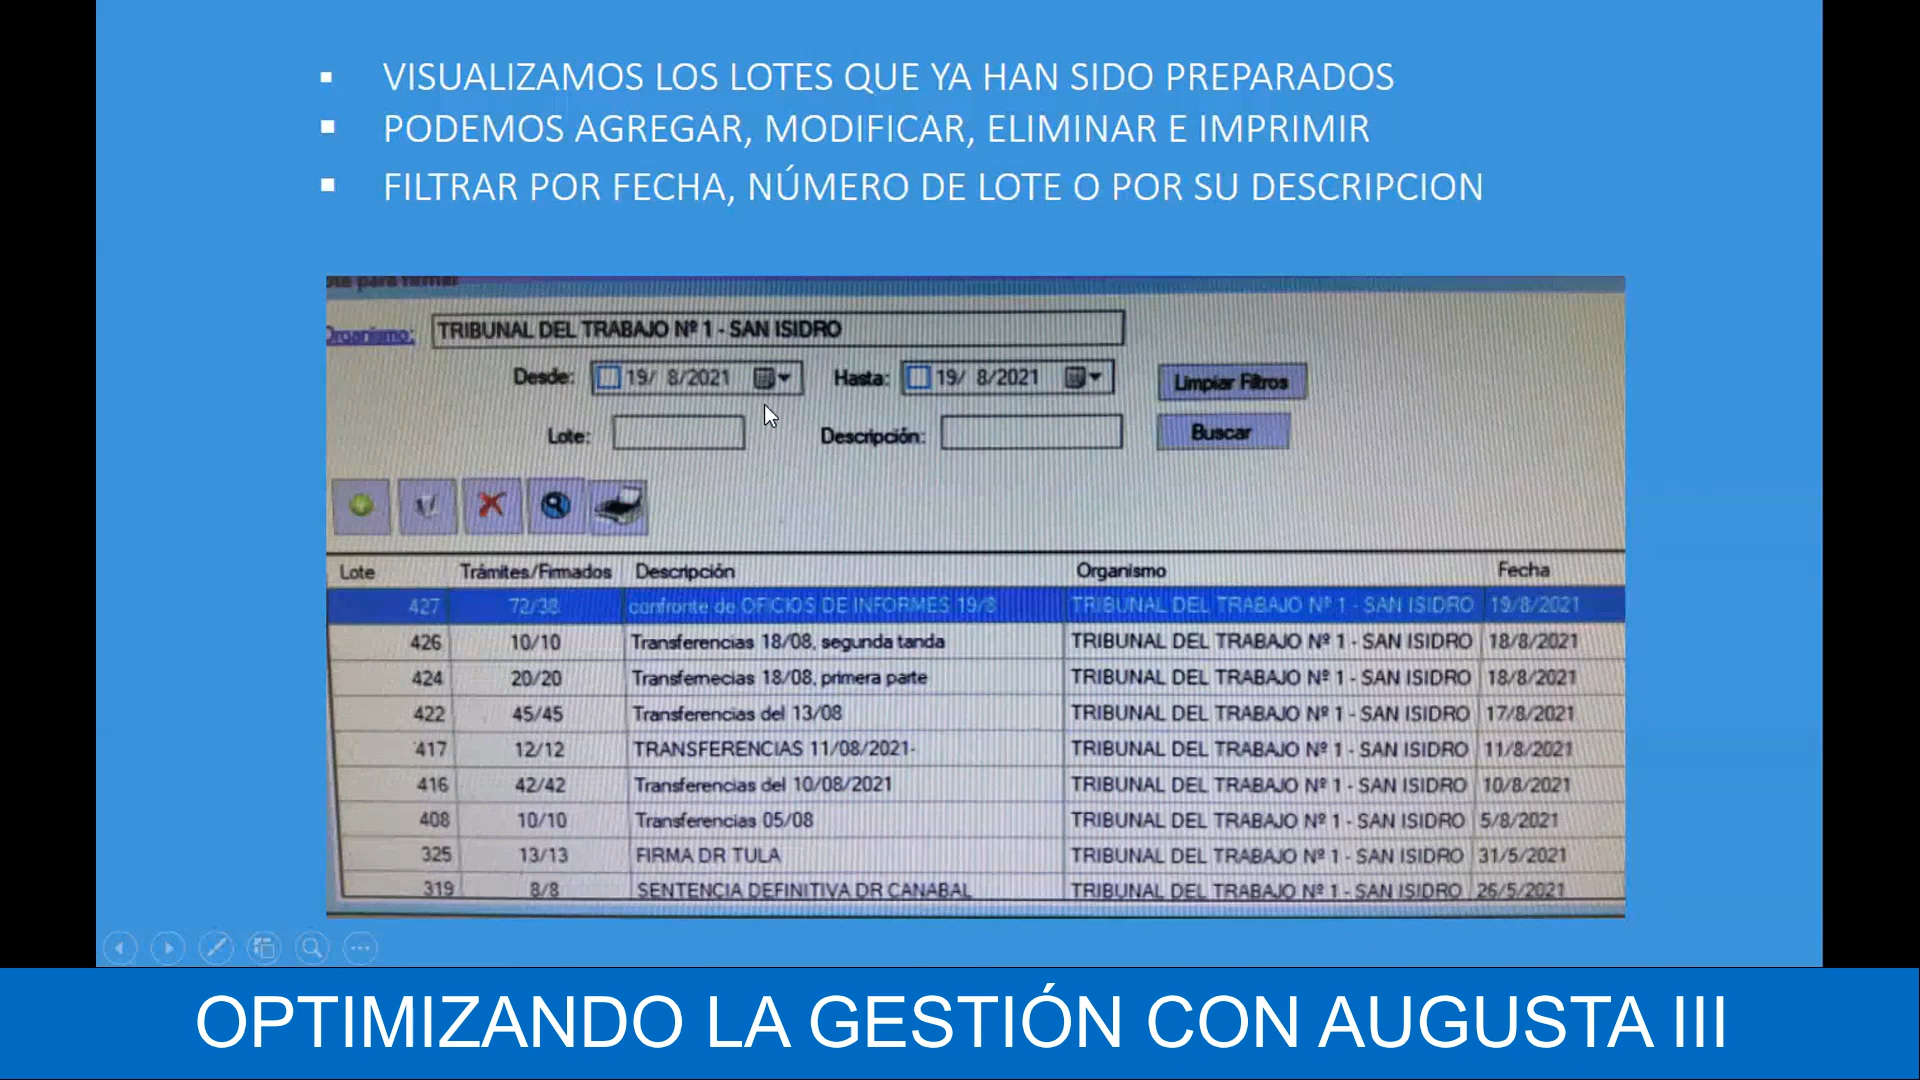 VISUALIZAMOS LOS LOTES QUE YA HAN SIDO PREPARADOS
PODEMOS AGREGAR, MODIFICAR, ELIMINAR E IMPRIMIR
FILTRAR POR FECHA, NÚMERO DE LOTE O POR SU DESCRIPCION
Organismo: TRIBUNAL DEL TRABAJO Nº 1 - SAN ISIDRO
Desde: 19/ 8/2021 Hasta: 19/ 8/2021 Limpiar Filtros
Lote: Descripción: Buscar
Lote Trámites/Firmados Descripción Organismo Fecha
427 72/38 confronte de OFICIOS DE INFORMES 19/8 TRIBUNAL DEL TRABAJO Nº 1 - SAN ISIDRO 19/8/2021
426 10/10 Transferencias 18/08, segunda tanda TRIBUNAL DEL TRABAJO Nº 1 - SAN ISIDRO 18/8/2021
424 20/20 Transfernecias 18/08, primera parte TRIBUNAL DEL TRABAJO Nº 1 - SAN ISIDRO 18/8/2021
422 45/45 Transferencias del 13/08 TRIBUNAL DEL TRABAJO Nº 1 - SAN ISIDRO 17/8/2021
417 12/12 TRANSFERENCIAS 11/08/2021- TRIBUNAL DEL TRABAJO Nº 1 - SAN ISIDRO 11/8/2021
416 42/42 Transferencias del 10/08/2021 TRIBUNAL DEL TRABAJO Nº 1 - SAN ISIDRO 10/8/2021
408 10/10 Transferencias 05/08 TRIBUNAL DEL TRABAJO Nº 1 - SAN ISIDRO 5/8/2021
325 13/13 FIRMA DR TULA TRIBUNAL DEL TRABAJO Nº 1 - SAN ISIDRO 31/5/2021
319 8/8 SENTENCIA DEFINITIVA DR CANABAL TRIBUNAL DEL TRABAJO Nº 1 - SAN ISIDRO 26/5/2021
OPTIMIZANDO LA GESTIÓN CON AUGUSTA III